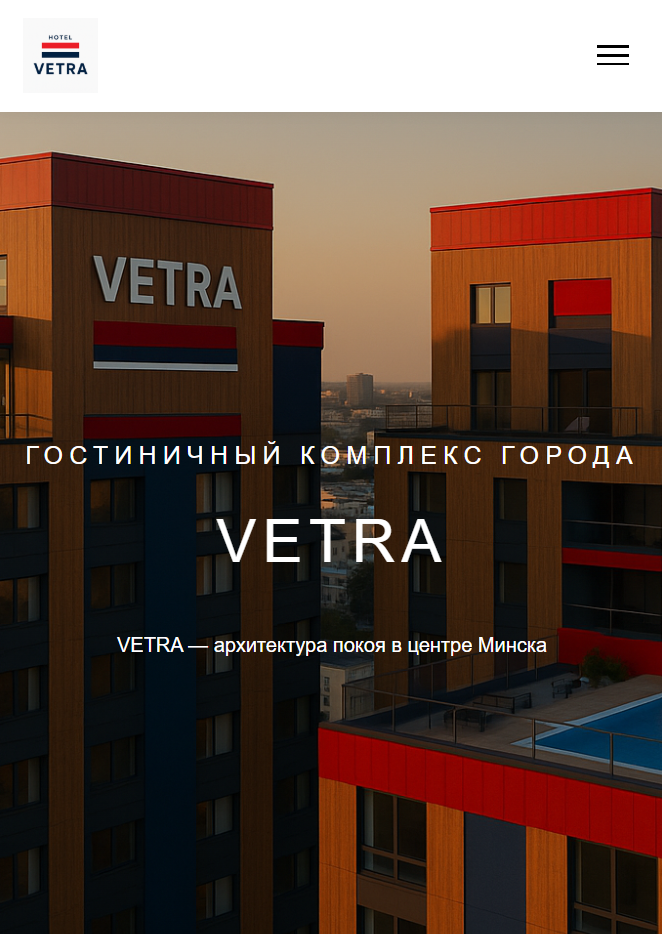 HOTEL
VETRA
VETRA
ГОСТИНИЧНЫЙ КОМПЛЕКС ГОРОДА
VETRA
VETRA — архитектура покоя в центре Минска